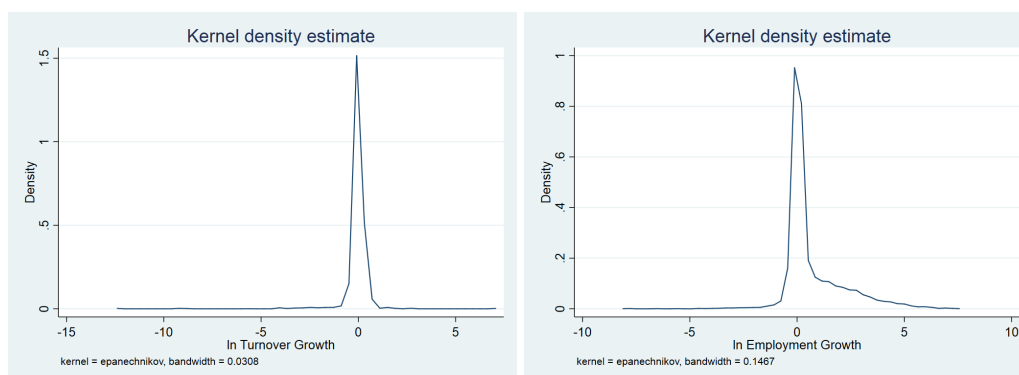 Kernel density estimate
Density
0
.5
1
1.5
-15
-10
-5
0
5
ln Turnover Growth
kernel = epanechnikov, bandwidth = 0.0308
Kernel density estimate
Density
0
.2
.4
.6
.8
1
-10
-5
0
5
10
ln Employment Growth
kernel = epanechnikov, bandwidth = 0.1467